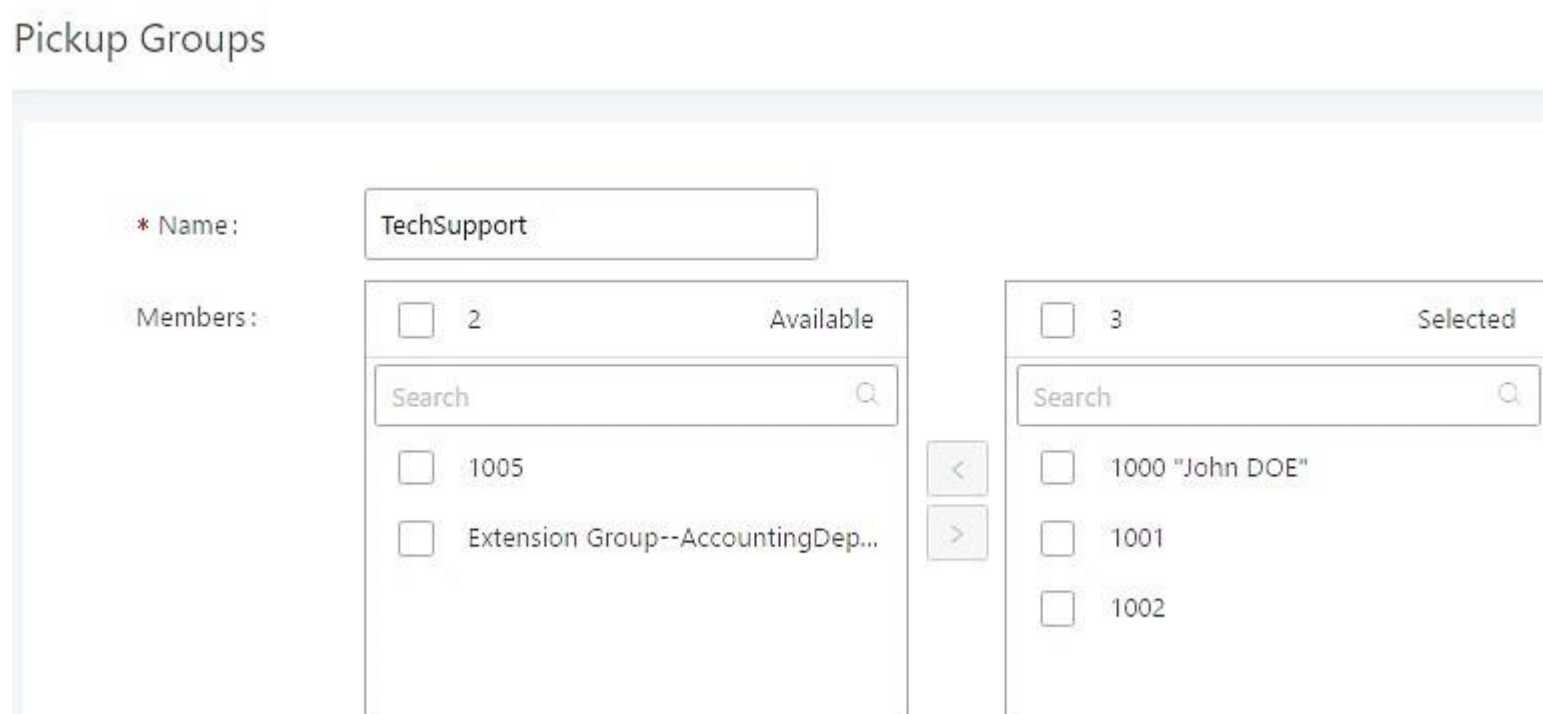 Pickup Groups
* Name: TechSupport
Members: 2 Available 3 Selected
Search Search
1005 < 1000 "John DOE"
Extension Group--AccountingDep... > 1001
1002